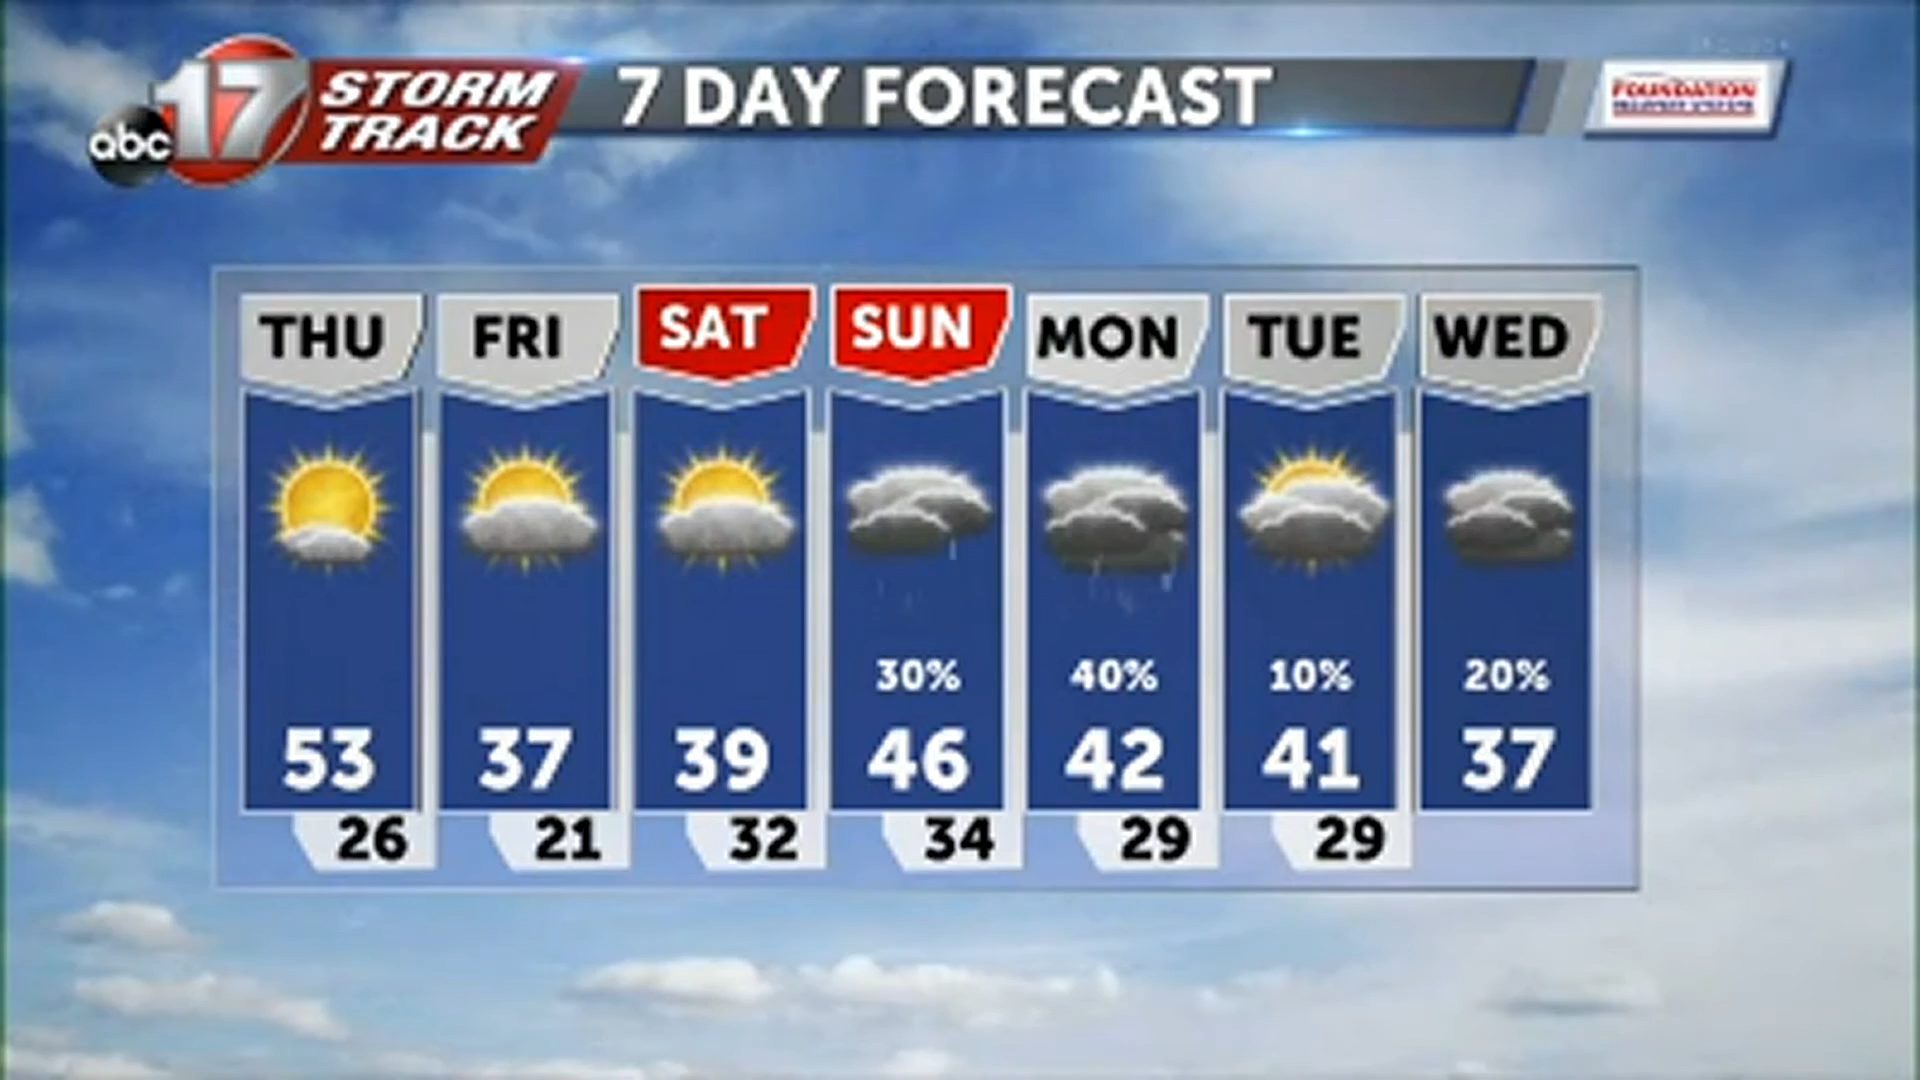 abc 17 STORM TRACK
7 DAY FORECAST
FOUNDATION
THU FRI SAT SUN MON TUE WED
30% 40% 10% 20%
53 37 39 46 42 41 37
26 21 32 34 29 29